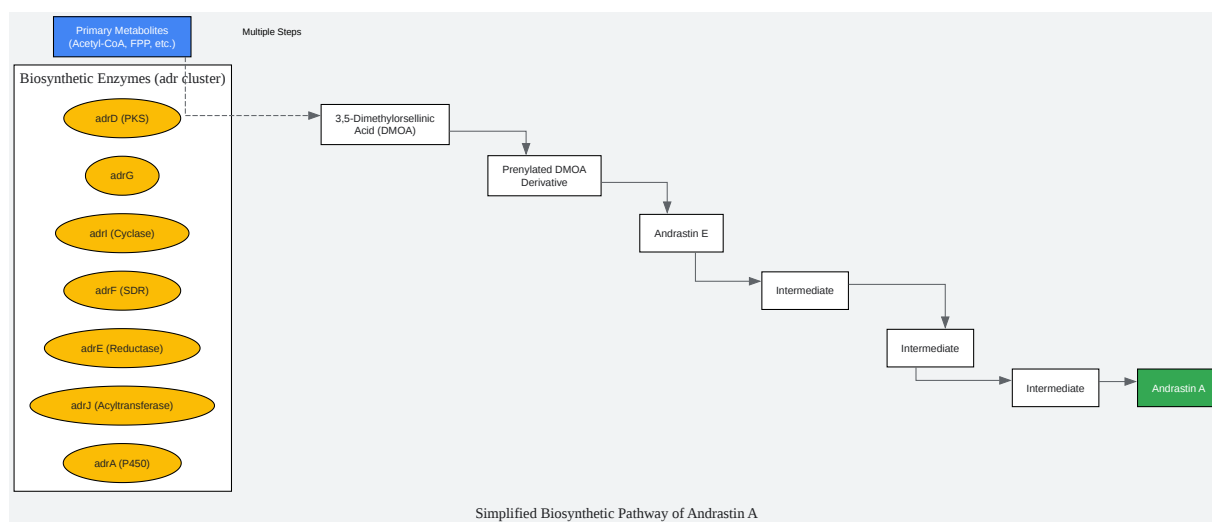 Primary Metabolites
(Acetyl-CoA, FPP, etc.)
Multiple Steps
Biosynthetic Enzymes (adr cluster)
adrD (PKS)
adrG
adrI (Cyclase)
adrF (SDR)
adrE (Reductase)
adrJ (Acyltransferase)
adrA (P450)
3,5-Dimethylorsellinic
Acid (DMOA)
Prenylated DMOA
Derivative
Andrastin E
Intermediate
Intermediate
Intermediate
Andrastin A
Simplified Biosynthetic Pathway of Andrastin A